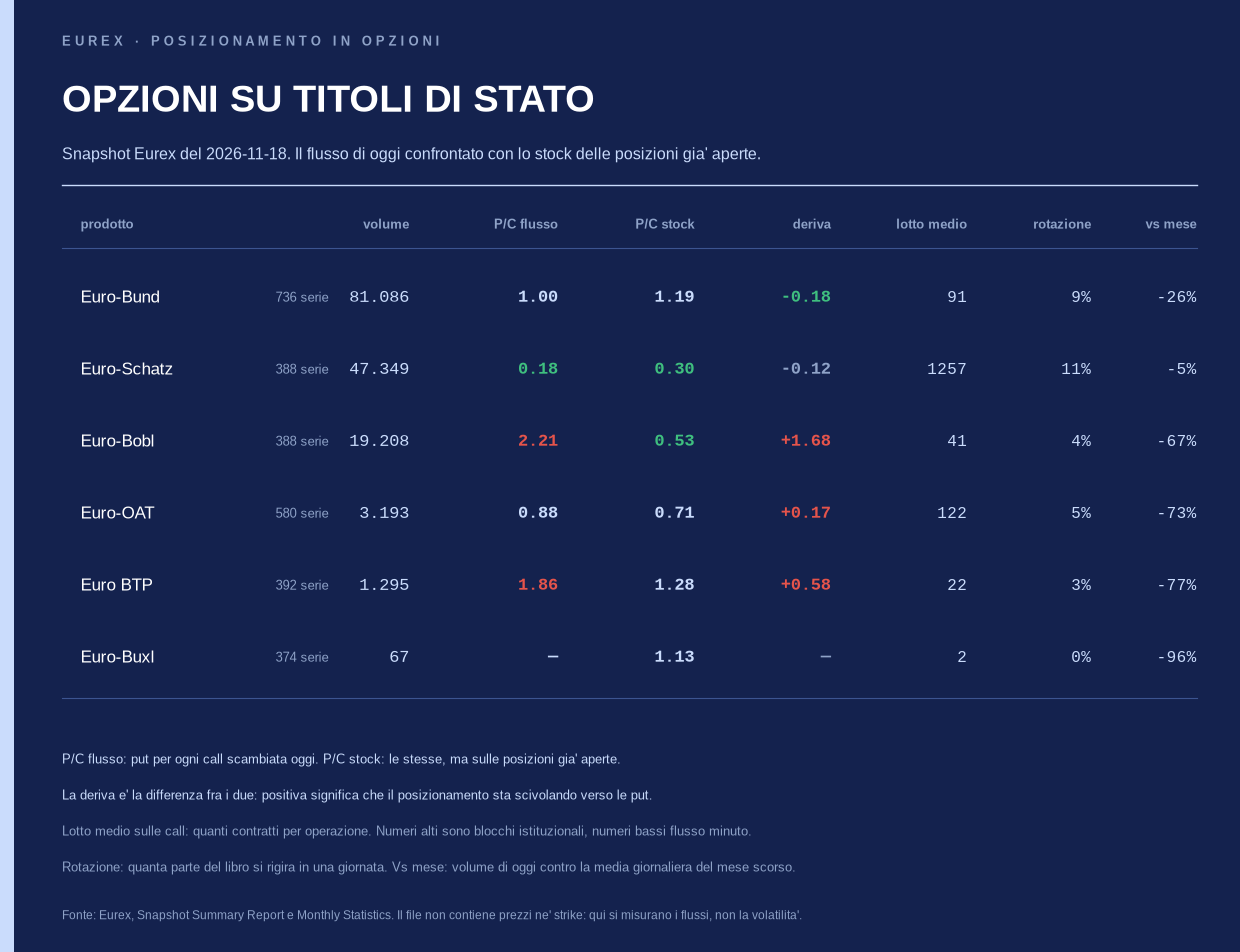 EUREX · POSIZIONAMENTO IN OPZIONI
OPZIONI SU TITOLI DI STATO
Snapshot Eurex del 2026-11-18. Il flusso di oggi confrontato con lo stock delle posizioni gia' aperte.
prodotto volume P/C flusso P/C stock deriva lotto medio rotazione vs mese
Euro-Bund 736 serie 81.086 1.00 1.19 -0.18 91 9% -26%
Euro-Schatz 388 serie 47.349 0.18 0.30 -0.12 1257 11% -5%
Euro-Bobl 388 serie 19.208 2.21 0.53 +1.68 41 4% -67%
Euro-OAT 580 serie 3.193 0.88 0.71 +0.17 122 5% -73%
Euro BTP 392 serie 1.295 1.86 1.28 +0.58 22 3% -77%
Euro-Buxl 374 serie 67 — 1.13 — 2 0% -96%
P/C flusso: put per ogni call scambiata oggi. P/C stock: le stesse, ma sulle posizioni gia' aperte.
La deriva e' la differenza fra i due: positiva significa che il posizionamento sta scivolando verso le put.
Lotto medio sulle call: quanti contratti per operazione. Numeri alti sono blocchi istituzionali, numeri bassi flusso minuto.
Rotazione: quanta parte del libro si rigira in una giornata. Vs mese: volume di oggi contro la media giornaliera del mese scorso.
Fonte: Eurex, Snapshot Summary Report e Monthly Statistics. Il file non contiene prezzi ne' strike: qui si misurano i flussi, non la volatilita'.